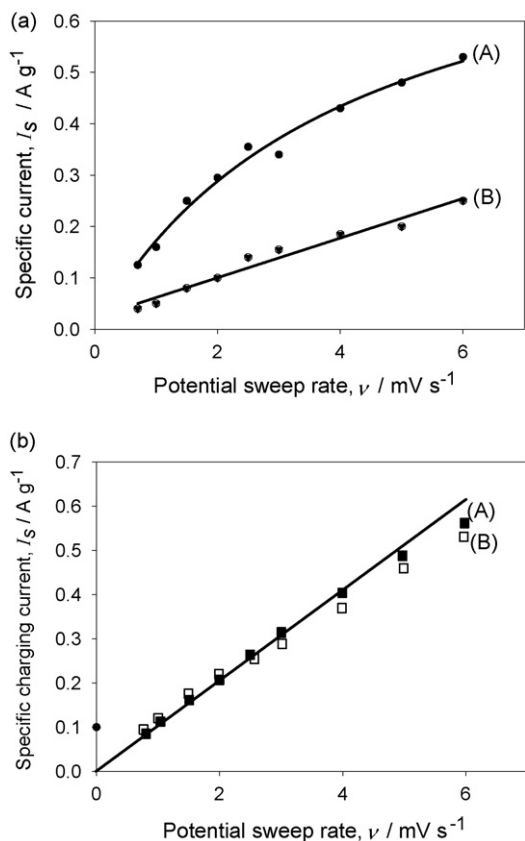 (a)
0.6
0.5
0.4
0.3
0.2
0.1
0.0
Specific current, I_S / A g⁻¹
(A)
(B)
0 2 4 6
Potential sweep rate, ν / mV s⁻¹
(b)
0.7
0.6
0.5
0.4
0.3
0.2
0.1
0.0
Specific charging current, I_S / A g⁻¹
(A)
(B)
0 2 4 6
Potential sweep rate, ν / mV s⁻¹